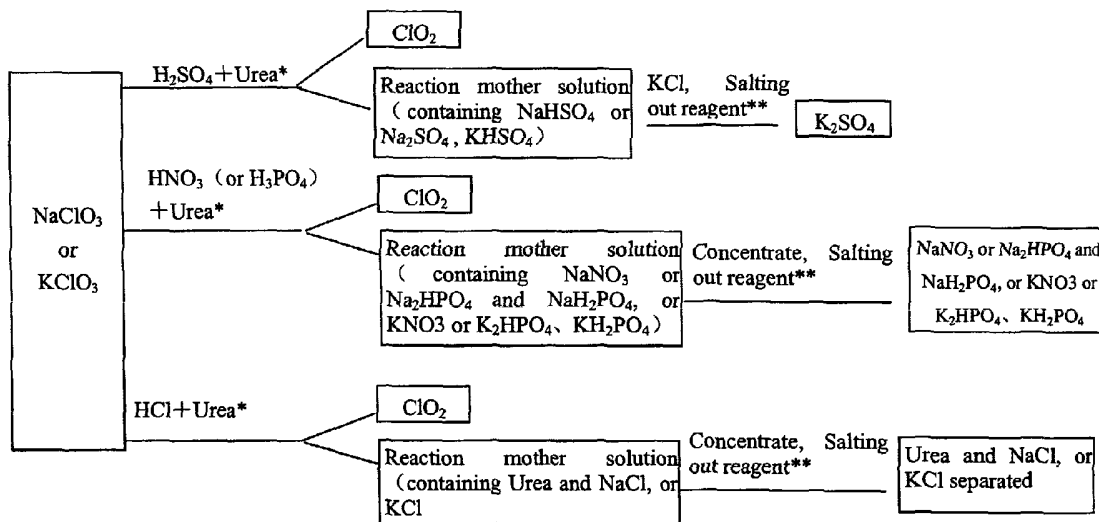 NaClO₃
or
KClO₃
H₂SO₄+Urea*
ClO₂
Reaction mother solution
(containing NaHSO₄ or
Na₂SO₄ , KHSO₄)
KCl, Salting
out reagent**
K₂SO₄
HNO₃ (or H₃PO₄)
+Urea*
ClO₂
Reaction mother solution
( containing NaNO₃ or
Na₂HPO₄ and NaH₂PO₄, or
KNO3 or K₂HPO₄、KH₂PO₄)
Concentrate, Salting
out reagent**
NaNO₃ or Na₂HPO₄ and
NaH₂PO₄, or KNO3 or
K₂HPO₄、KH₂PO₄
HCl+Urea*
ClO₂
Reaction mother solution
(containing Urea and NaCl, or
KCl
Concentrate, Salting
out reagent**
Urea and NaCl, or
KCl separated